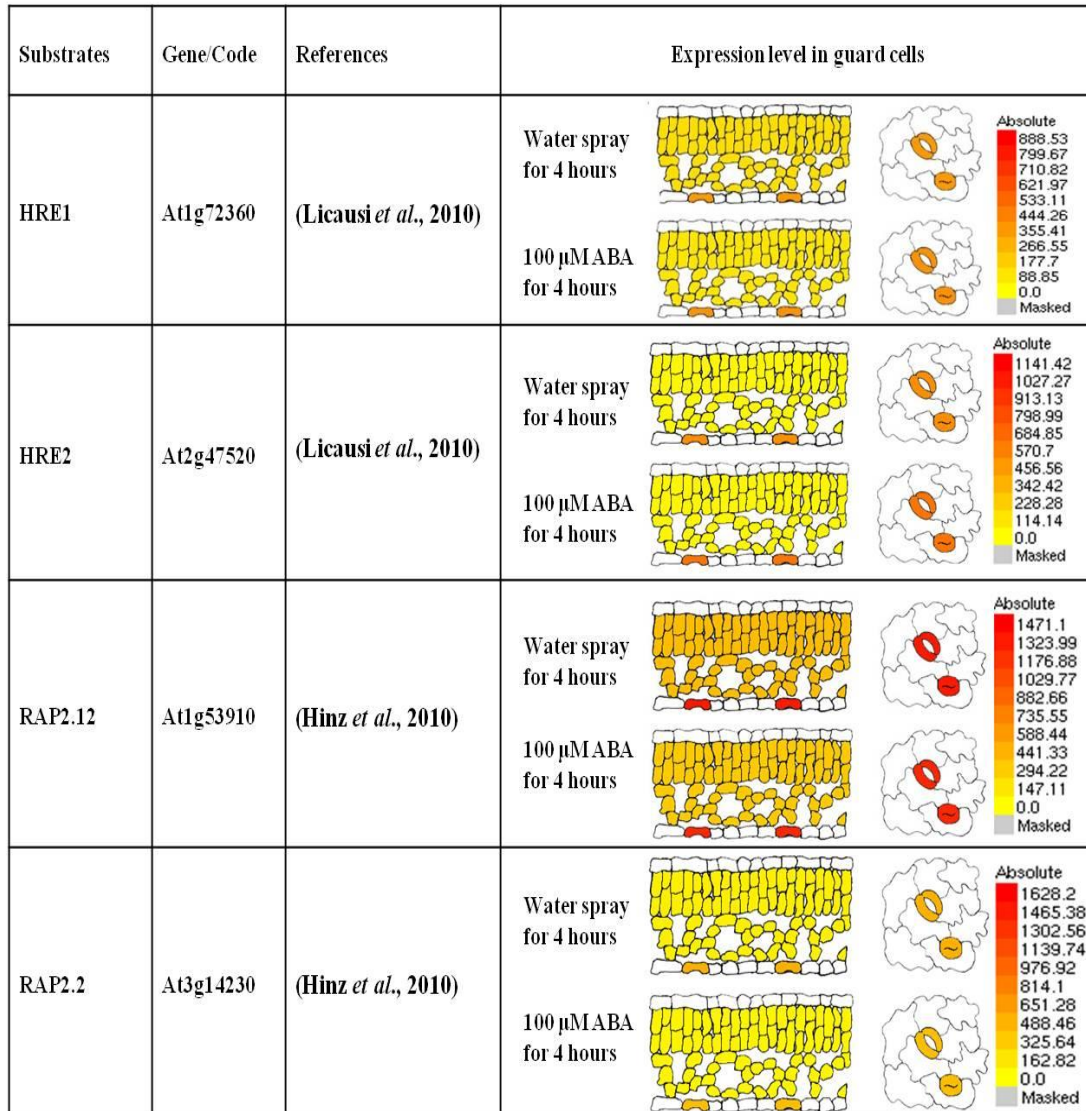 Substrates Gene/Code References Expression level in guard cells
HRE1 At1g72360 (Licausi et al., 2010)
Water spray
for 4 hours
100 µM ABA
for 4 hours
Absolute
888.53
799.67
710.82
621.97
533.11
444.26
355.41
266.55
177.7
88.85
0.0
Masked
HRE2 At2g47520 (Licausi et al., 2010)
Water spray
for 4 hours
100 µM ABA
for 4 hours
Absolute
1141.42
1027.27
913.13
798.99
684.85
570.7
456.56
342.42
228.28
114.14
0.0
Masked
RAP2.12 At1g53910 (Hinz et al., 2010)
Water spray
for 4 hours
100 µM ABA
for 4 hours
Absolute
1471.1
1323.99
1176.88
1029.77
882.66
735.55
588.44
441.33
294.22
147.11
0.0
Masked
RAP2.2 At3g14230 (Hinz et al., 2010)
Water spray
for 4 hours
100 µM ABA
for 4 hours
Absolute
1628.2
1465.38
1302.56
1139.74
976.92
814.1
651.28
488.46
325.64
162.82
0.0
Masked